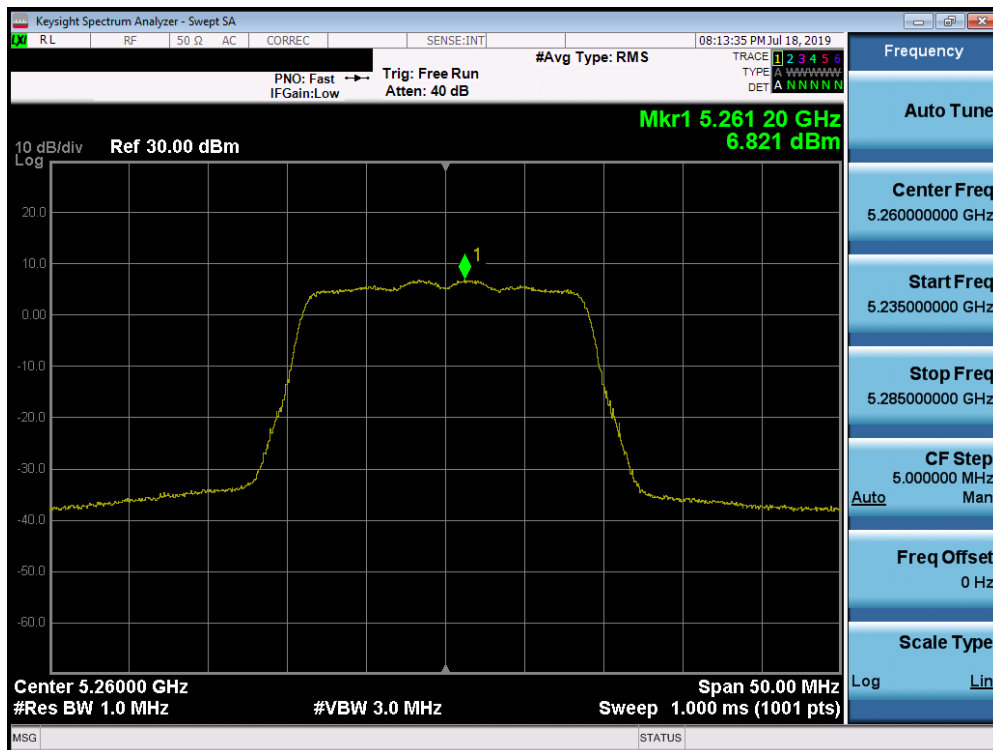 Keysight Spectrum Analyzer - Swept SA
LXI RL RF 50 Ω AC CORREC SENSE:INT 08:13:35 PM Jul 18, 2019
Frequency
#Avg Type: RMS TRACE 1 2 3 4 5 6
PNO: Fast Trig: Free Run TYPE A WWWWW
IFGain:Low Atten: 40 dB DET A N N N N N
Auto Tune
Mkr1 5.261 20 GHz
6.821 dBm
10 dB/div Ref 30.00 dBm
Log
Center Freq
5.260000000 GHz
20.0
10.0
1
Start Freq
5.235000000 GHz
0.00
-10.0
Stop Freq
5.285000000 GHz
-20.0
-30.0
CF Step
5.000000 MHz
Auto Man
-40.0
-50.0
Freq Offset
0 Hz
-60.0
Scale Type
Log Lin
Center 5.26000 GHz Span 50.00 MHz
#Res BW 1.0 MHz #VBW 3.0 MHz Sweep 1.000 ms (1001 pts)
MSG STATUS